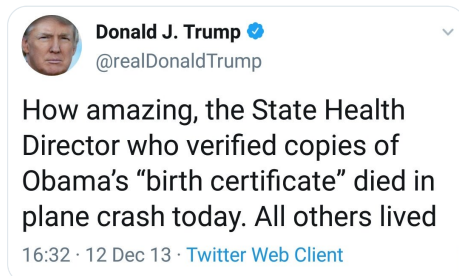 Donald J. Trump
@realDonaldTrump
How amazing, the State Health
Director who verified copies of
Obama’s “birth certificate” died in
plane crash today. All others lived
16:32 · 12 Dec 13 · Twitter Web Client